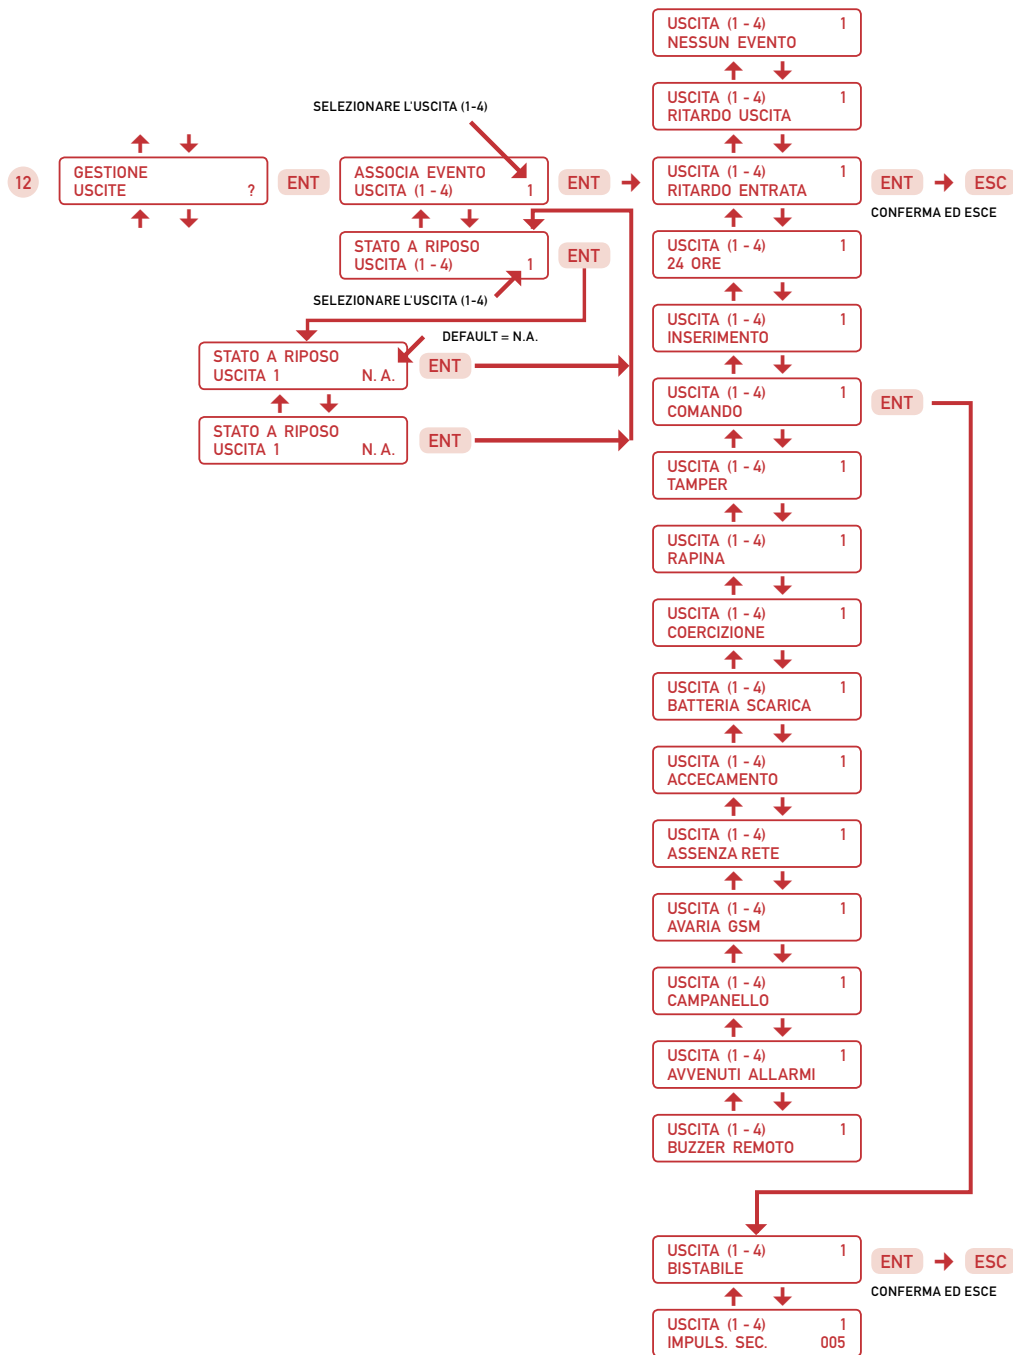 USCITA (1 - 4) 1
NESSUN EVENTO
USCITA (1 - 4) 1
RITARDO USCITA
SELEZIONARE L'USCITA (1-4)
12
GESTIONE
USCITE ?
ENT
ASSOCIA EVENTO
USCITA (1 - 4) 1
ENT
USCITA (1 - 4) 1
RITARDO ENTRATA
ENT
ESC
CONFERMA ED ESCE
STATO A RIPOSO
USCITA (1 - 4) 1
ENT
USCITA (1 - 4) 1
24 ORE
SELEZIONARE L'USCITA (1-4)
USCITA (1 - 4) 1
INSERIMENTO
DEFAULT = N.A.
STATO A RIPOSO
USCITA 1 N. A.
ENT
USCITA (1 - 4) 1
COMANDO
ENT
STATO A RIPOSO
USCITA 1 N. A.
ENT
USCITA (1 - 4) 1
TAMPER
USCITA (1 - 4) 1
RAPINA
USCITA (1 - 4) 1
COERCIZIONE
USCITA (1 - 4) 1
BATTERIA SCARICA
USCITA (1 - 4) 1
ACCECAMENTO
USCITA (1 - 4) 1
ASSENZA RETE
USCITA (1 - 4) 1
AVARIA GSM
USCITA (1 - 4) 1
CAMPANELLO
USCITA (1 - 4) 1
AVVENUTI ALLARMI
USCITA (1 - 4) 1
BUZZER REMOTO
USCITA (1 - 4) 1
BISTABILE
ENT
ESC
CONFERMA ED ESCE
USCITA (1 - 4) 1
IMPULS. SEC. 005